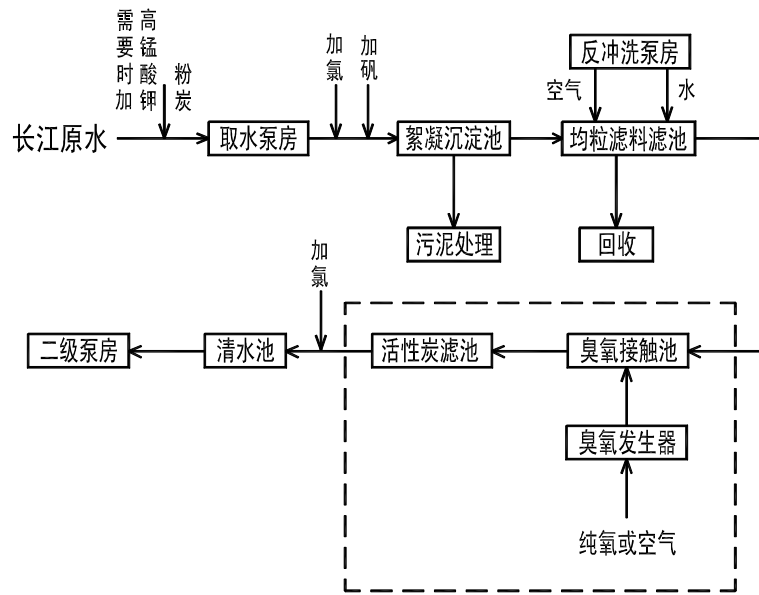 需要时加
高锰酸钾
粉炭
加氯
加矾
反冲洗泵房
空气
水
长江原水
取水泵房
絮凝沉淀池
均粒滤料滤池
污泥处理
回收
加氯
二级泵房
清水池
活性炭滤池
臭氧接触池
臭氧发生器
纯氧或空气